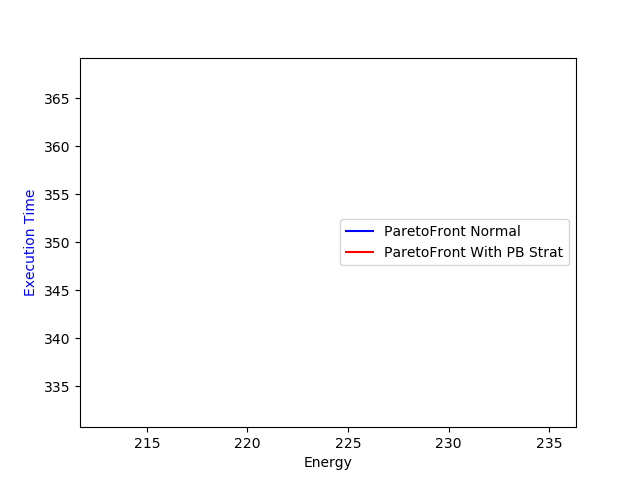 365
360
355
350
345
340
335
Execution Time
ParetoFront Normal
ParetoFront With PB Strat
215 220 225 230 235
Energy